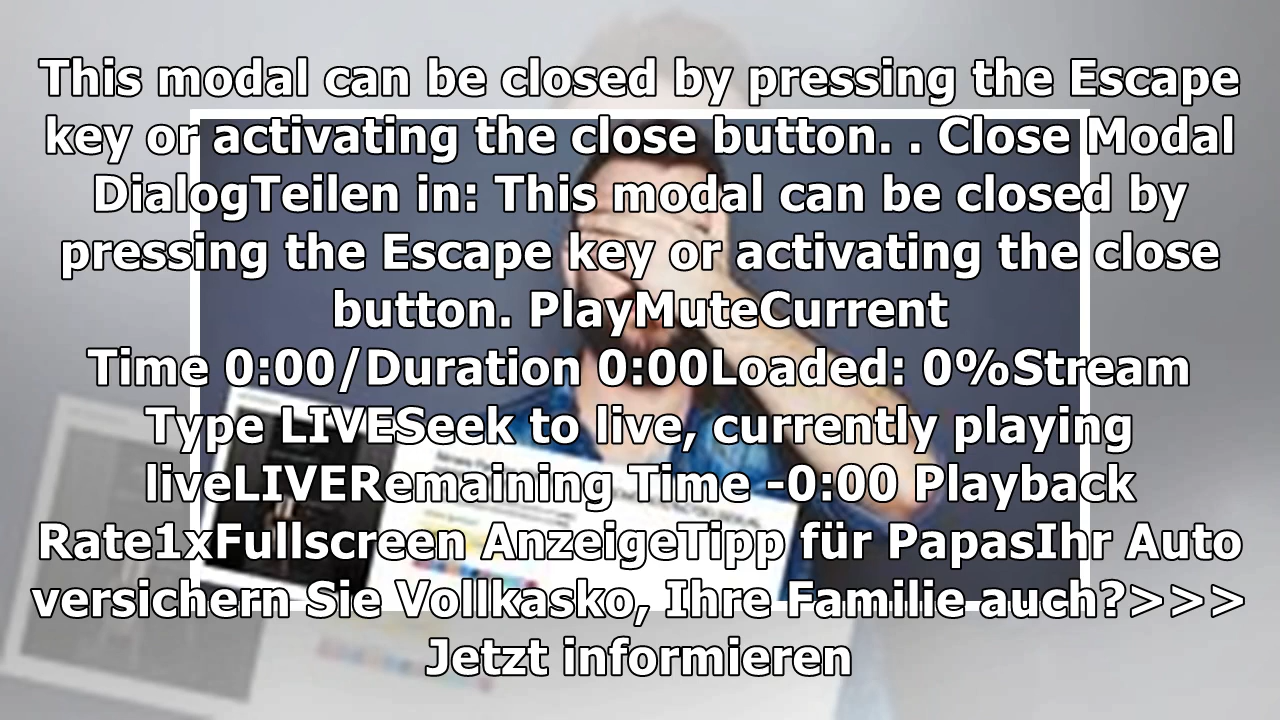 This modal can be closed by pressing the Escape
key or activating the close button. . Close Modal
DialogTeilen in: This modal can be closed by
pressing the Escape key or activating the close
button. PlayMuteCurrent
Time 0:00/Duration 0:00Loaded: 0%Stream
Type LIVESeek to live, currently playing
liveLIVERemaining Time -0:00 Playback
Rate1xFullscreen AnzeigeTipp für PapasIhr Auto
versichern Sie Vollkasko, Ihre Familie auch?>>>
Jetzt informieren